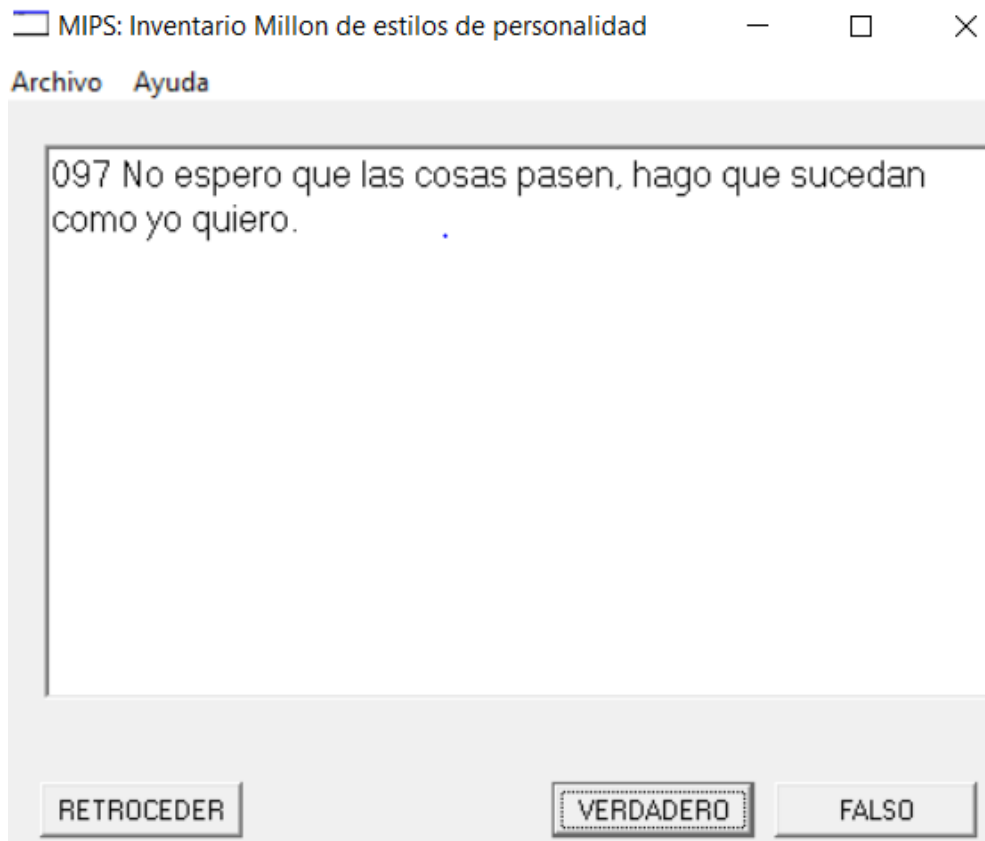 MIPS: Inventario Millon de estilos de personalidad
Archivo Ayuda
097 No espero que las cosas pasen, hago que sucedan
como yo quiero.
RETROCEDER VERDADERO FALSO